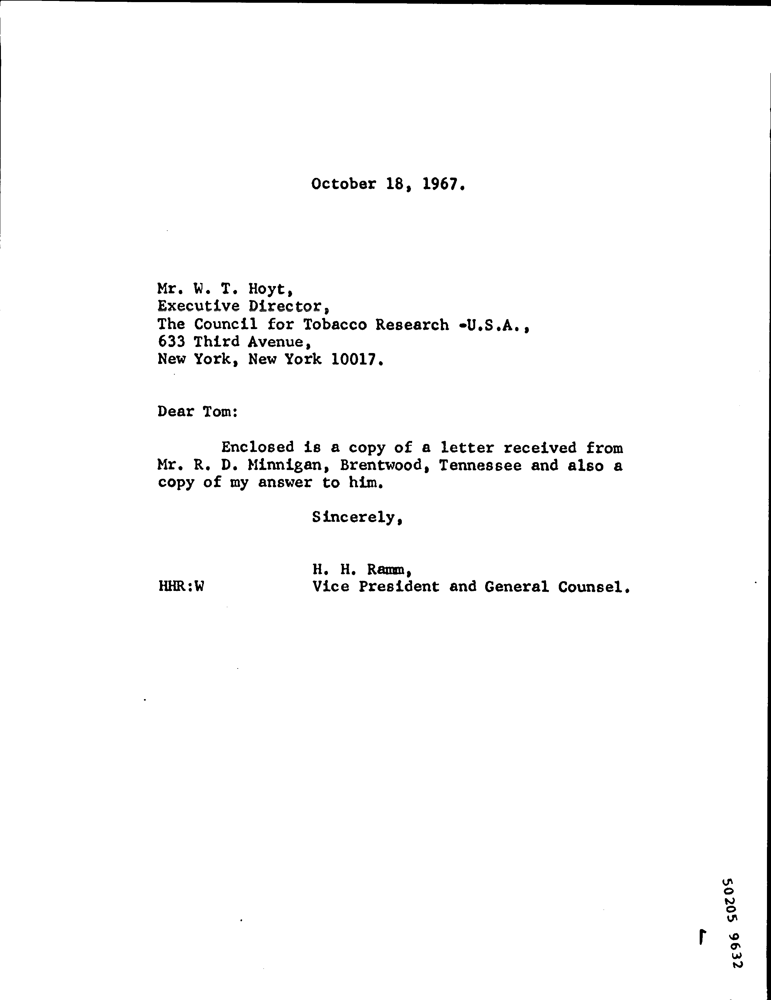 October 18, 1967.
Mr. W. T. Hoyt,
Executive Director,
The Council for Tobacco Research -U.S.A.,
633 Third Avenue,
New York, New York 10017.
Dear Tom:
Enclosed is a copy of a letter received from
Mr. R. D. Minnigan, Brentwood, Tennessee and also a
copy of my answer to him.
Sincerely,
H. H. Ramm,
HHR:W Vice President and General Counsel.
50205 9632